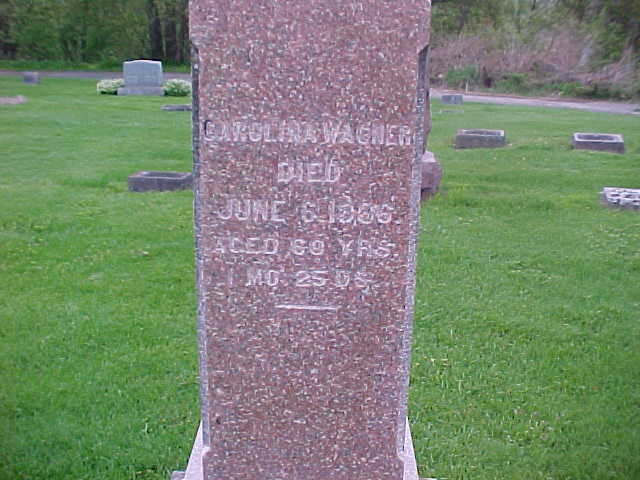 CAROLINA WAGNER
DIED
JUNE 6, 1886
AGED 69 YRS.
1 MO. 25 DS.